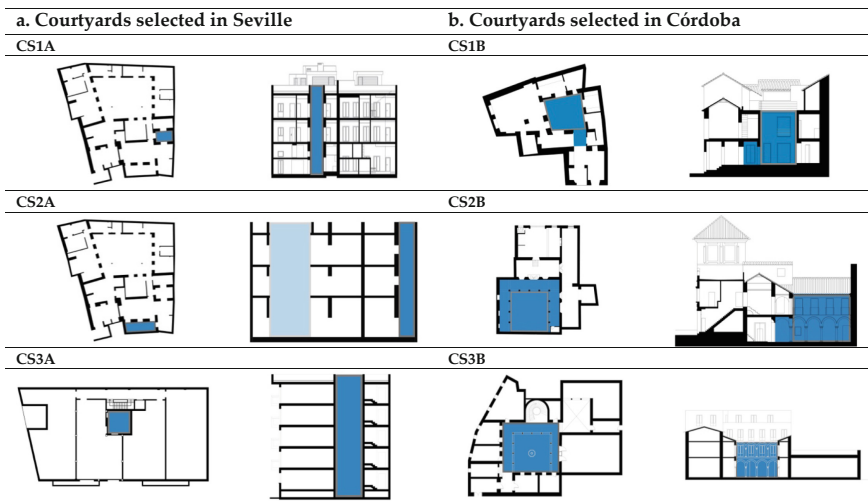 a. Courtyards selected in Seville b. Courtyards selected in Córdoba
CS1A CS1B
CS2A CS2B
CS3A CS3B